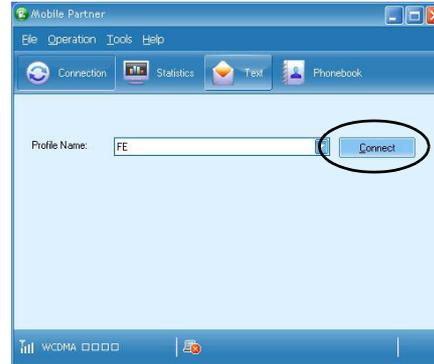 Mobile Partner
File Operation Tools Help
Connection Statistics Text Phonebook
Profile Name: FE Connect
WCDMA □□□□